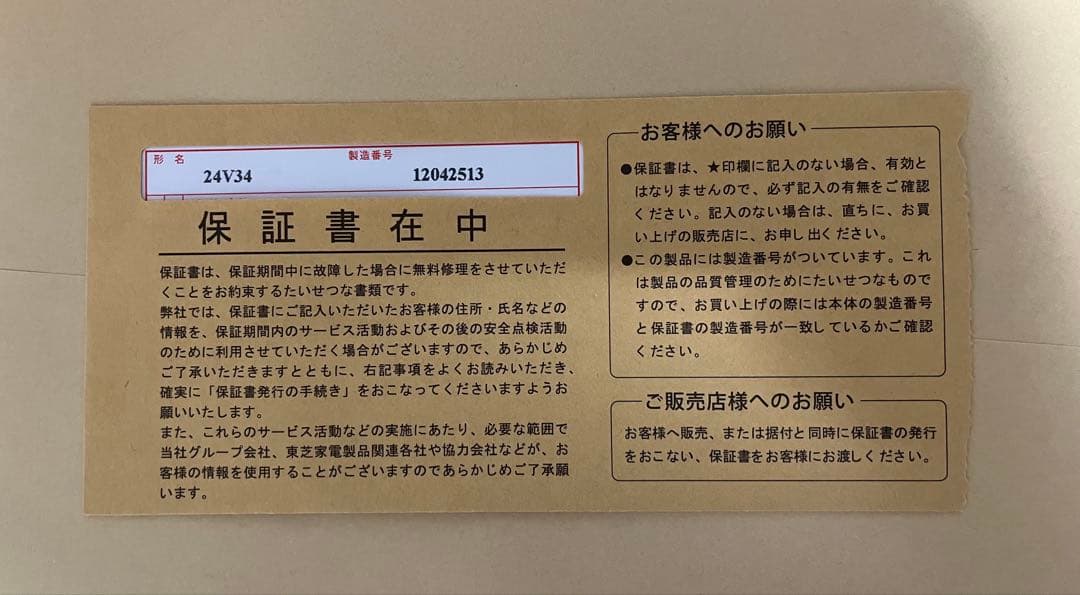 形 名 製造番号
24V34 12042513
保証書在中
保証書は、保証期間中に故障した場合に無料修理をさせていただ
くことをお約束するたいせつな書類です。
弊社では、保証書にご記入いただいたお客様の住所・氏名などの
情報を、保証期間内のサービス活動およびその後の安全点検活動
のために利用させていただく場合がございますので、あらかじめ
ご了承いただきますとともに、右記事項をよくお読みいただき、
確実に「保証書発行の手続き」をおこなってくださいますようお
願いいたします。
また、これらのサービス活動などの実施にあたり、必要な範囲で
当社グループ会社、東芝家電製品関連各社や協力会社などが、お
客様の情報を使用することがございますのであらかじめご了承願
います。
お客様へのお願い
●保証書は、★印欄に記入のない場合、有効と
はなりませんので、必ず記入の有無をご確認
ください。記入のない場合は、直ちに、お買
い上げの販売店に、お申し出ください。
●この製品には製造番号がついています。これ
は製品の品質管理のためにたいせつなもので
すので、お買い上げの際には本体の製造番号
と保証書の製造番号が一致しているかご確認
ください。
ご販売店様へのお願い
お客様へ販売、または据付と同時に保証書の発行
をおこない、保証書をお客様にお渡しください。